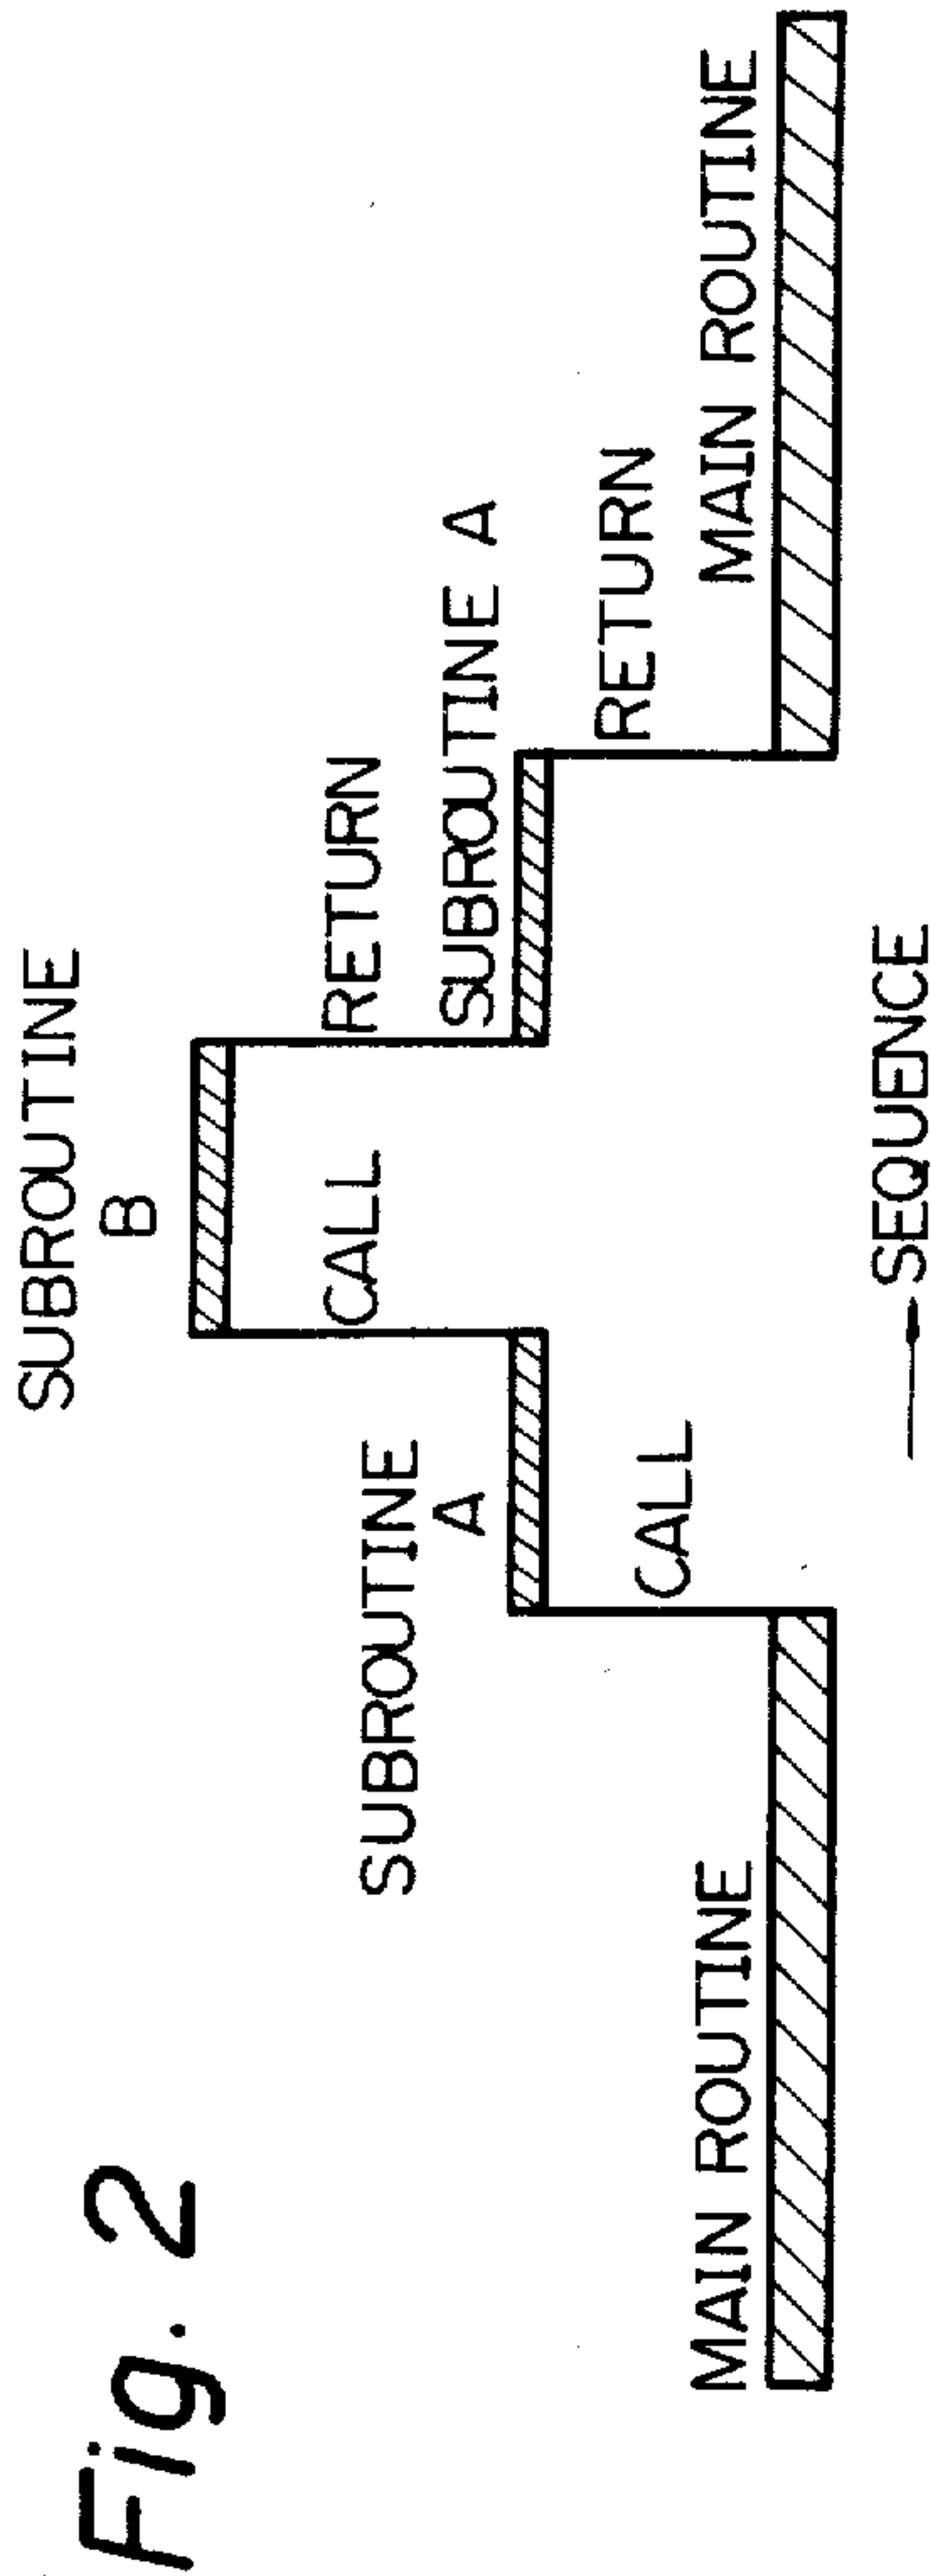 Fig. 2
SUBROUTINE
B
SUBROUTINE
A
CALL
RETURN
SUBROUTINE A
CALL
RETURN
MAIN ROUTINE
MAIN ROUTINE
SEQUENCE